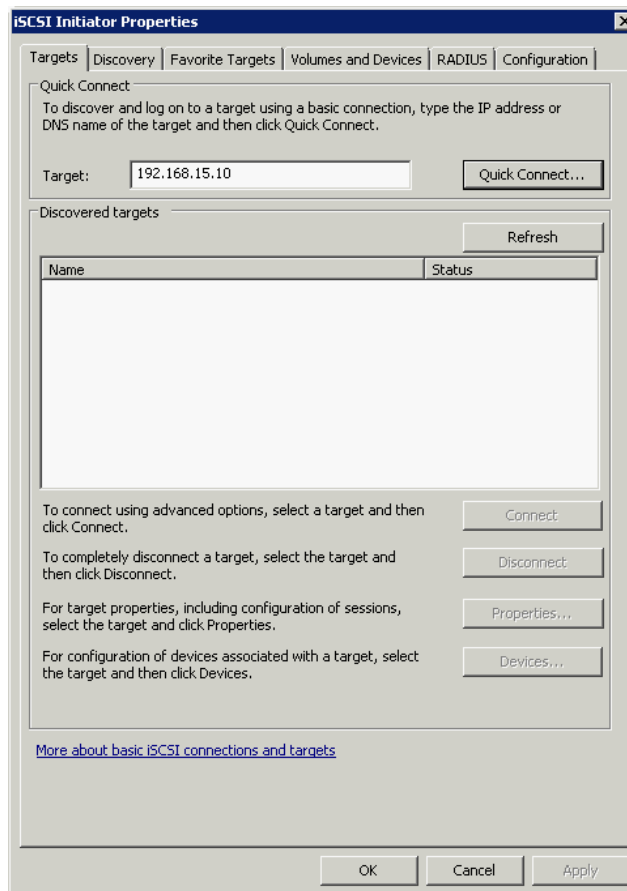 iSCSI Initiator Properties
Targets Discovery Favorite Targets Volumes and Devices RADIUS Configuration
Quick Connect
To discover and log on to a target using a basic connection, type the IP address or
DNS name of the target and then click Quick Connect.
Target: 192.168.15.10 Quick Connect...
Discovered targets
Refresh
Name Status
To connect using advanced options, select a target and then
click Connect.
Connect
To completely disconnect a target, select the target and
then click Disconnect.
Disconnect
For target properties, including configuration of sessions,
select the target and click Properties.
Properties...
For configuration of devices associated with a target, select
the target and then click Devices.
Devices...
More about basic iSCSI connections and targets
OK Cancel Apply